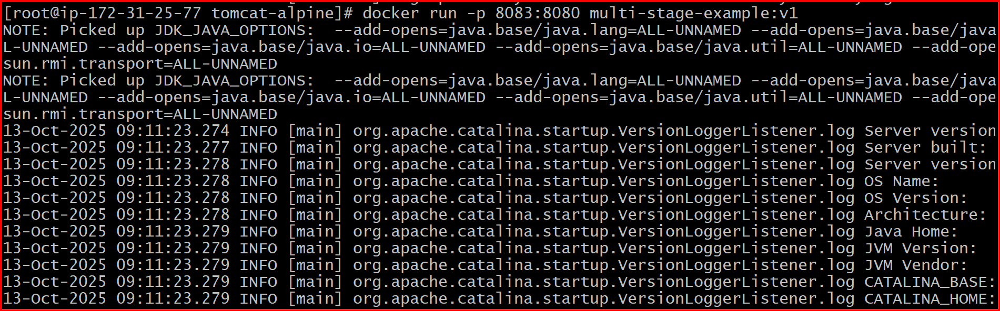 [root@ip-172-31-25-77 tomcat-alpine]# docker run -p 8083:8080 multi-stage-example:v1
NOTE: Picked up JDK_JAVA_OPTIONS:  --add-opens=java.base/java.lang=ALL-UNNAMED --add-opens=java.base/java
L-UNNAMED --add-opens=java.base/java.io=ALL-UNNAMED --add-opens=java.base/java.util=ALL-UNNAMED --add-ope
sun.rmi.transport=ALL-UNNAMED
NOTE: Picked up JDK_JAVA_OPTIONS:  --add-opens=java.base/java.lang=ALL-UNNAMED --add-opens=java.base/java
L-UNNAMED --add-opens=java.base/java.io=ALL-UNNAMED --add-opens=java.base/java.util=ALL-UNNAMED --add-ope
sun.rmi.transport=ALL-UNNAMED
13-Oct-2025 09:11:23.274 INFO [main] org.apache.catalina.startup.VersionLoggerListener.log Server version
13-Oct-2025 09:11:23.277 INFO [main] org.apache.catalina.startup.VersionLoggerListener.log Server built:
13-Oct-2025 09:11:23.278 INFO [main] org.apache.catalina.startup.VersionLoggerListener.log Server version
13-Oct-2025 09:11:23.278 INFO [main] org.apache.catalina.startup.VersionLoggerListener.log OS Name:
13-Oct-2025 09:11:23.278 INFO [main] org.apache.catalina.startup.VersionLoggerListener.log OS Version:
13-Oct-2025 09:11:23.278 INFO [main] org.apache.catalina.startup.VersionLoggerListener.log Architecture:
13-Oct-2025 09:11:23.279 INFO [main] org.apache.catalina.startup.VersionLoggerListener.log Java Home:
13-Oct-2025 09:11:23.279 INFO [main] org.apache.catalina.startup.VersionLoggerListener.log JVM Version:
13-Oct-2025 09:11:23.279 INFO [main] org.apache.catalina.startup.VersionLoggerListener.log JVM Vendor:
13-Oct-2025 09:11:23.279 INFO [main] org.apache.catalina.startup.VersionLoggerListener.log CATALINA_BASE:
13-Oct-2025 09:11:23.279 INFO [main] org.apache.catalina.startup.VersionLoggerListener.log CATALINA_HOME: